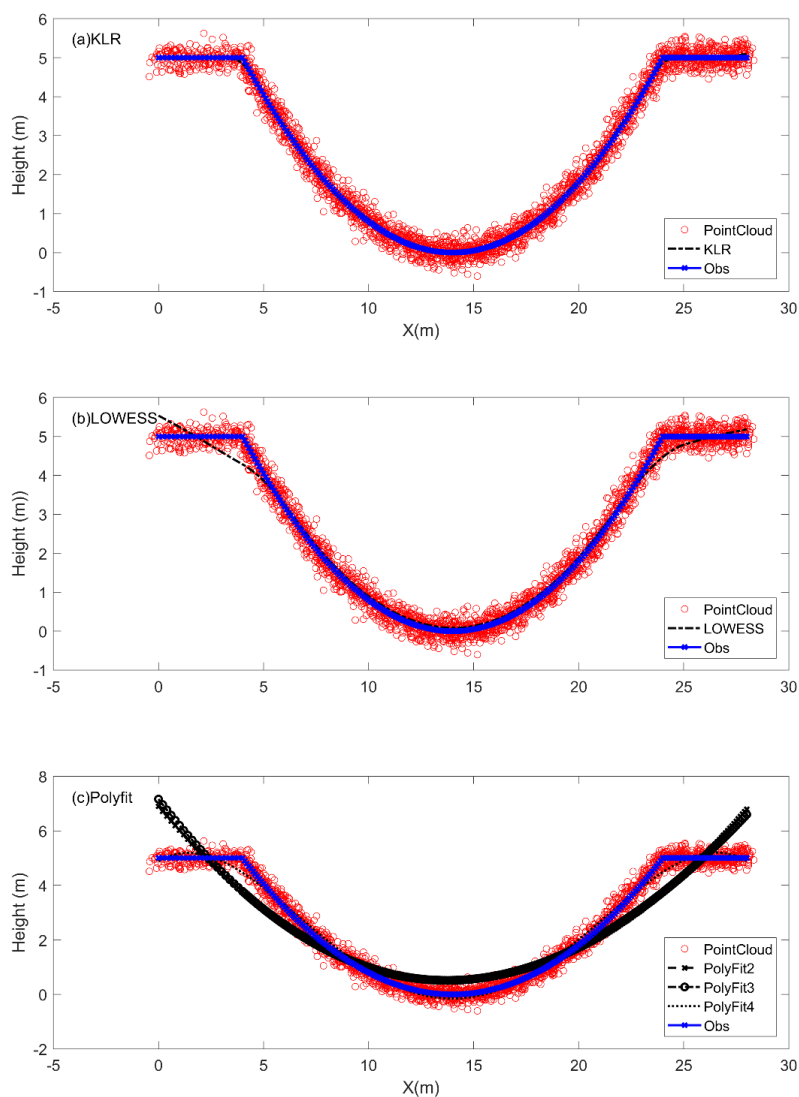 6
(a)KLR
5
4
3
2
1
0
-1
Height (m)
PointCloud
KLR
Obs
-5 0 5 10 15 20 25 30
X(m)
6
(b)LOWESS
5
4
3
2
1
0
-1
Height (m))
PointCloud
LOWESS
Obs
-5 0 5 10 15 20 25 30
8
(c)Polyfit
6
4
2
0
-2
Height (m)
PointCloud
PolyFit2
PolyFit3
PolyFit4
Obs
-5 0 5 10 15 20 25 30
X(m)